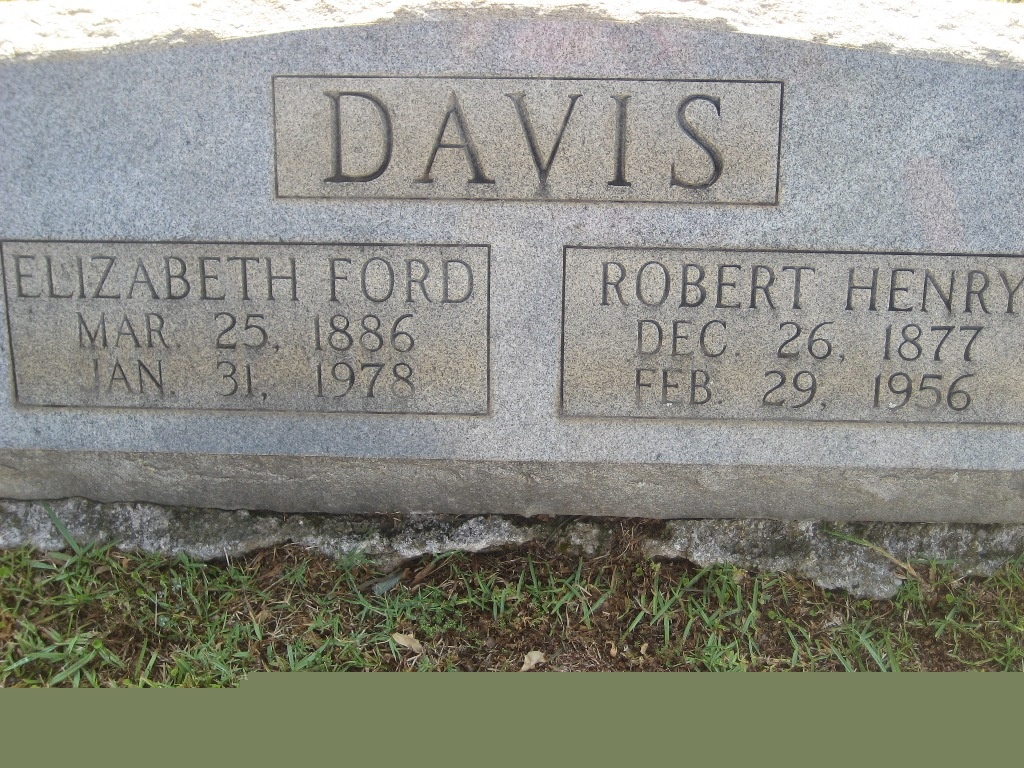 DAVIS
ELIZABETH FORD
MAR. 25, 1886
JAN. 31, 1978
ROBERT HENRY
DEC. 26, 1877
FEB. 29, 1956